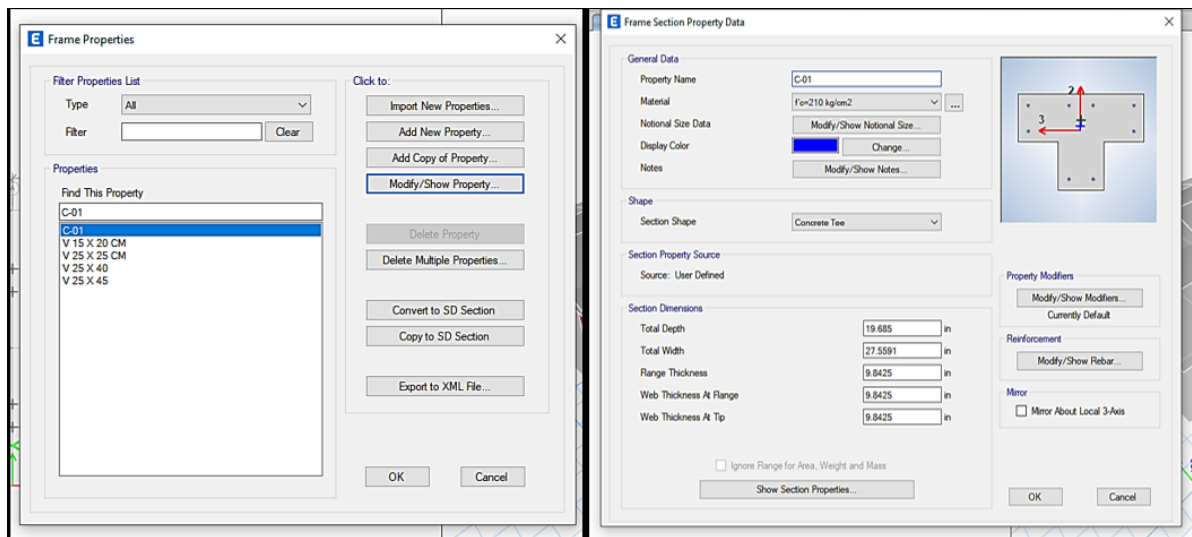 Frame Properties
Filter Properties List
Type All
Filter Clear
Properties
Find This Property
C-01
C-01
V 15 X 20 CM
V 25 X 25 CM
V 25 X 40
V 25 X 45
Click to:
Import New Properties...
Add New Property...
Add Copy of Property...
Modify/Show Property...
Delete Property
Delete Multiple Properties...
Convert to SD Section
Copy to SD Section
Export to XML File...
OK Cancel
Frame Section Property Data
General Data
Property Name C-01
Material f'c=210 kg/cm2 ...
Notional Size Data Modify/Show Notional Size...
Display Color Change...
Notes Modify/Show Notes...
Shape
Section Shape Concrete Tee
Section Property Source
Source: User Defined
Section Dimensions
Total Depth 19.685 in
Total Width 27.5591 in
Flange Thickness 9.8425 in
Web Thickness At Flange 9.8425 in
Web Thickness At Tip 9.8425 in
Ignore Flange for Area, Weight and Mass
Show Section Properties...
2
3
Property Modifiers
Modify/Show Modifiers...
Currently Default
Reinforcement
Modify/Show Rebar...
Mirror
Mirror About Local 3-Axis
OK Cancel